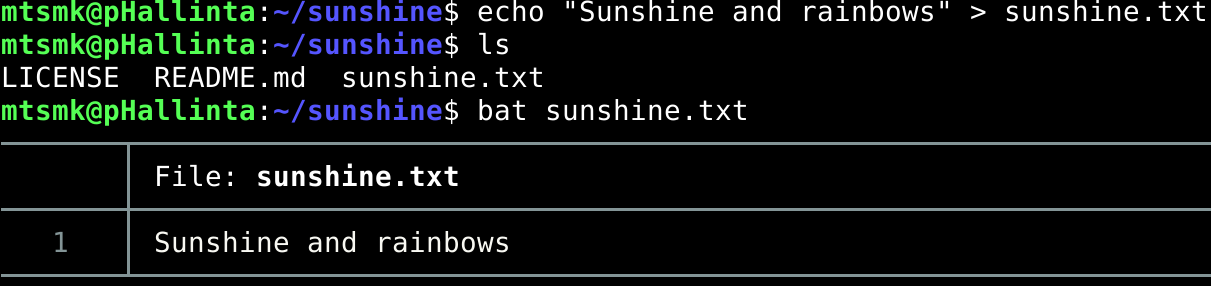 mtsmk@pHallinta:~/sunshine$ echo "Sunshine and rainbows" > sunshine.txt
mtsmk@pHallinta:~/sunshine$ ls
LICENSE  README.md  sunshine.txt
mtsmk@pHallinta:~/sunshine$ bat sunshine.txt
File: sunshine.txt
1 Sunshine and rainbows